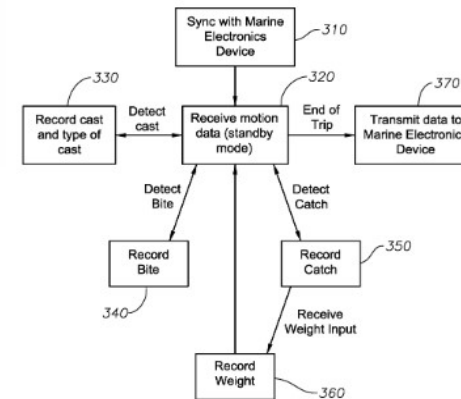 Sync with Marine
Electronics
Device
310
330
320
370
Record cast
and type of
cast
Detect
cast
Receive motion
data (standby
mode)
End of
Trip
Transmit data to
Marine Electronics
Device
Detect
Bite
Detect
Catch
Record
Bite
340
Record
Catch
350
Receive
Weight Input
Record
Weight
360